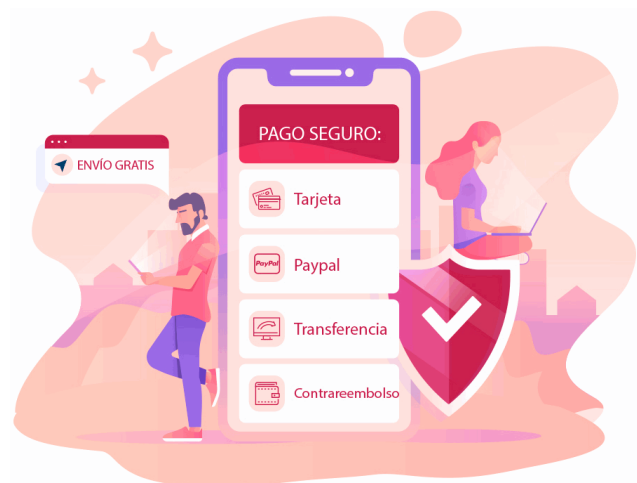 PAGO SEGURO:
ENVÍO GRATIS
Tarjeta
PayPal
Paypal
Transferencia
Contrareembolso